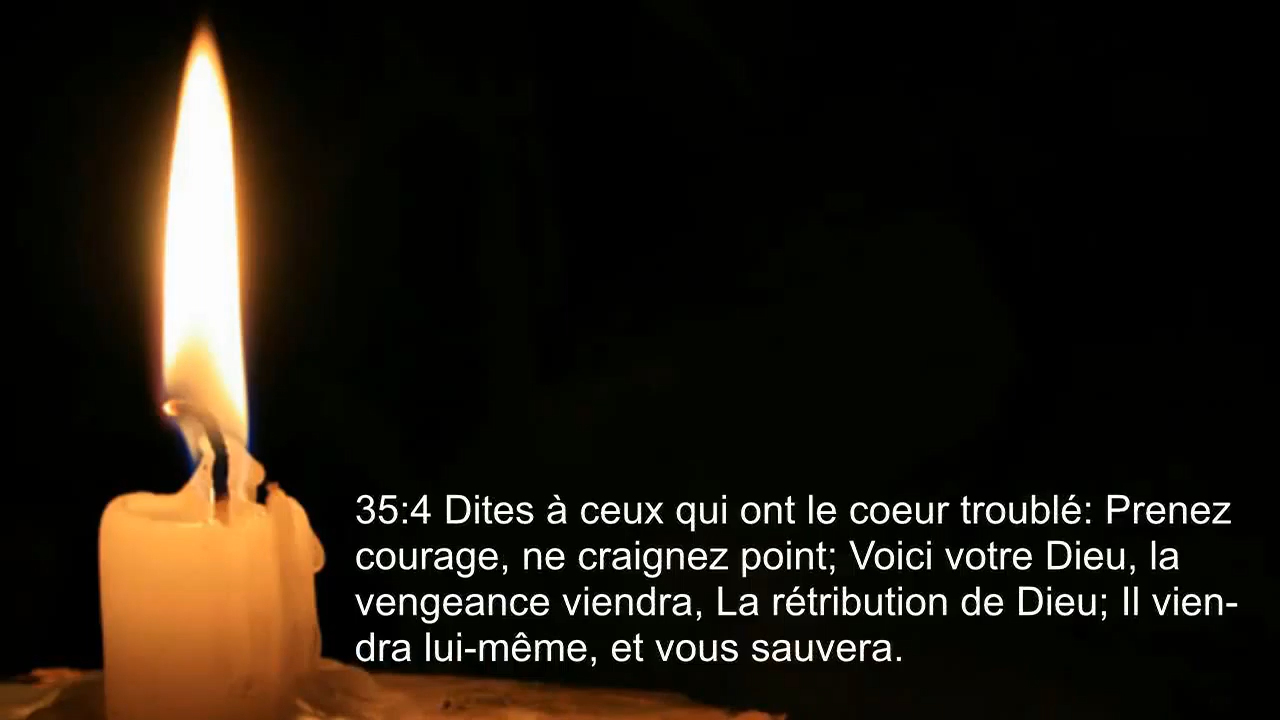 35:4 Dites à ceux qui ont le coeur troublé: Prenez
courage, ne craignez point; Voici votre Dieu, la
vengeance viendra, La rétribution de Dieu; Il vien-
dra lui-même, et vous sauvera.